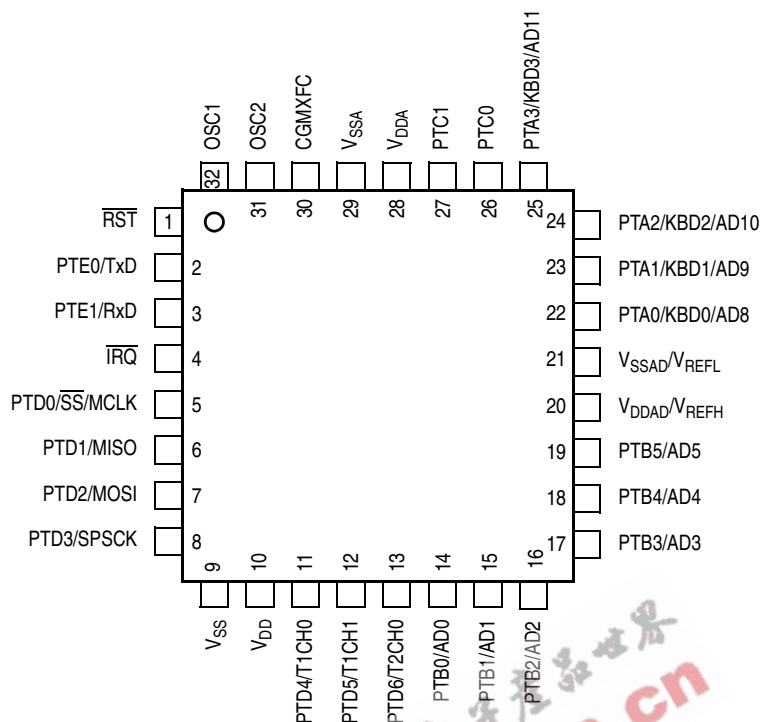 OSC1
OSC2
CGMXFC
VSSA
VDDA
PTC1
PTC0
PTA3/KBD3/AD11
32
31
30
29
28
27
26
25
RST
1
PTE0/TxD
2
PTE1/RxD
3
IRQ
4
PTD0/SS/MCLK
5
PTD1/MISO
6
PTD2/MOSI
7
PTD3/SPSCK
8
24
PTA2/KBD2/AD10
23
PTA1/KBD1/AD9
22
PTA0/KBD0/AD8
21
VSSAD/VREFL
20
VDDAD/VREFH
19
PTB5/AD5
18
PTB4/AD4
17
PTB3/AD3
9
10
11
12
13
14
15
16
VSS
VDD
PTD4/T1CH0
PTD5/T1CH1
PTD6/T2CH0
PTB0/AD0
PTB1/AD1
PTB2/AD2
.cn